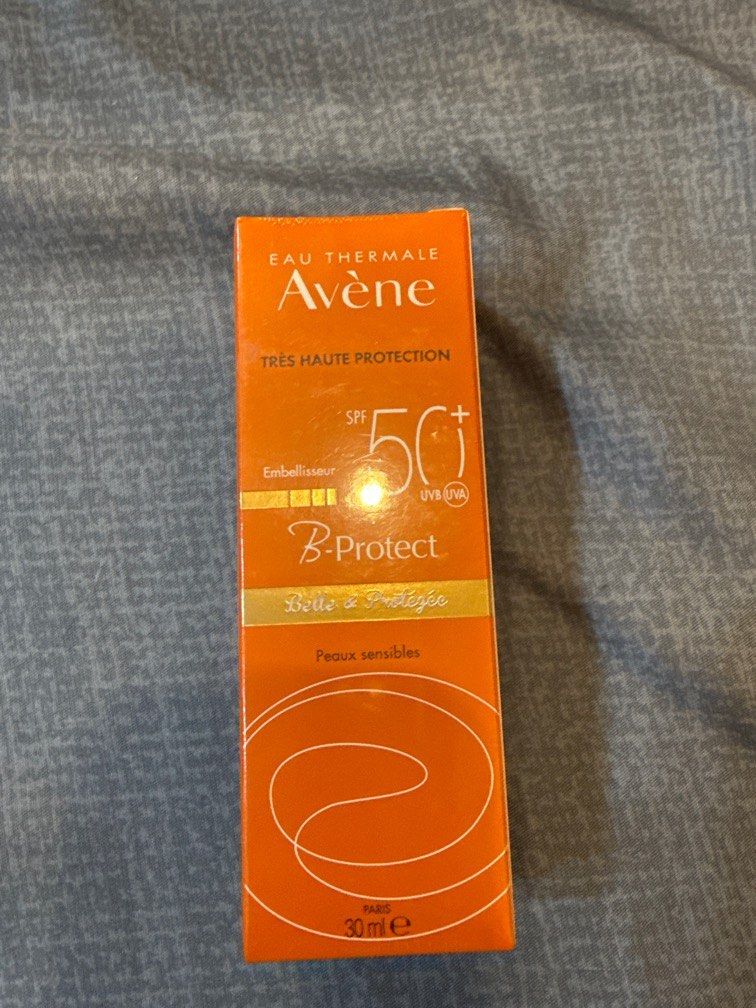 EAU THERMALE
Avène
TRÈS HAUTE PROTECTION
SPF 50+
Embellisseur
UVB UVA
B-Protect
Belle & Protégée
Peaux sensibles
PARIS
30 ml e